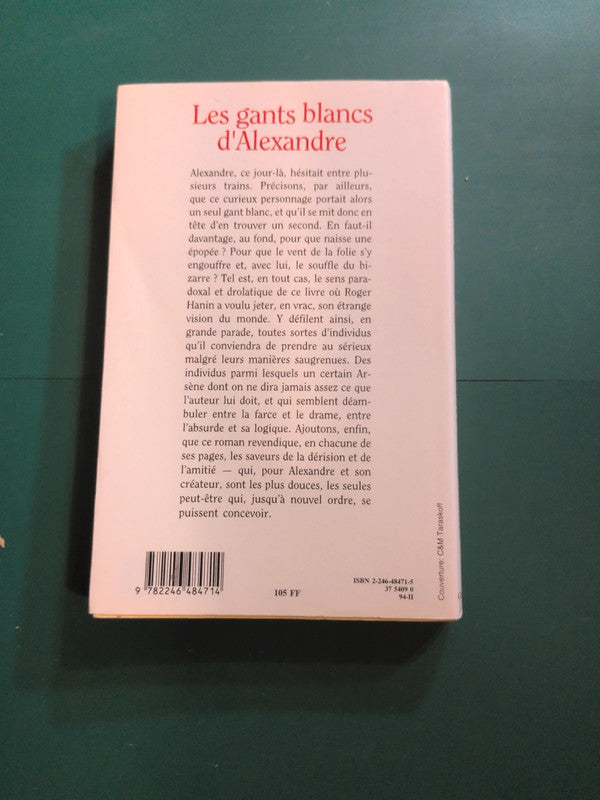 Les gants blancs
d'Alexandre
Alexandre, ce jour-là, hésitait entre plu-
sieurs trains. Précisons, par ailleurs,
que ce curieux personnage portait alors
un seul gant blanc, et qu'il se mit donc en
tête d'en trouver un second. En faut-il
davantage, au fond, pour que naisse une
épopée ? Pour que le vent de la folie s'y
engouffre et, avec lui, le souffle du bi-
zarre ? Tel est, en tout cas, le sens para-
doxal et drolatique de ce livre où Roger
Hanin a voulu jeter, en vrac, son étrange
vision du monde. Y défilent ainsi, en
grande parade, toutes sortes d'individus
qu'il conviendra de prendre au sérieux
malgré leurs manières saugrenues. Des
individus parmi lesquels un certain Ar-
sène dont on ne dira jamais assez ce que
l'auteur lui doit, et qui semblent déam-
buler entre la farce et le drame, entre
l'absurde et sa logique. Ajoutons, enfin,
que ce roman revendique, en chacune de
ses pages, les saveurs de la dérision et de
l'amitié — qui, pour Alexandre et son
créateur, sont les plus douces, les seules
peut-être qui, jusqu'à nouvel ordre, se
puissent concevoir.
9 782246 484714
105 FF
ISBN 2-246-48471-5
37 5409 0
94-II
Couverture: C&M Taraskoff